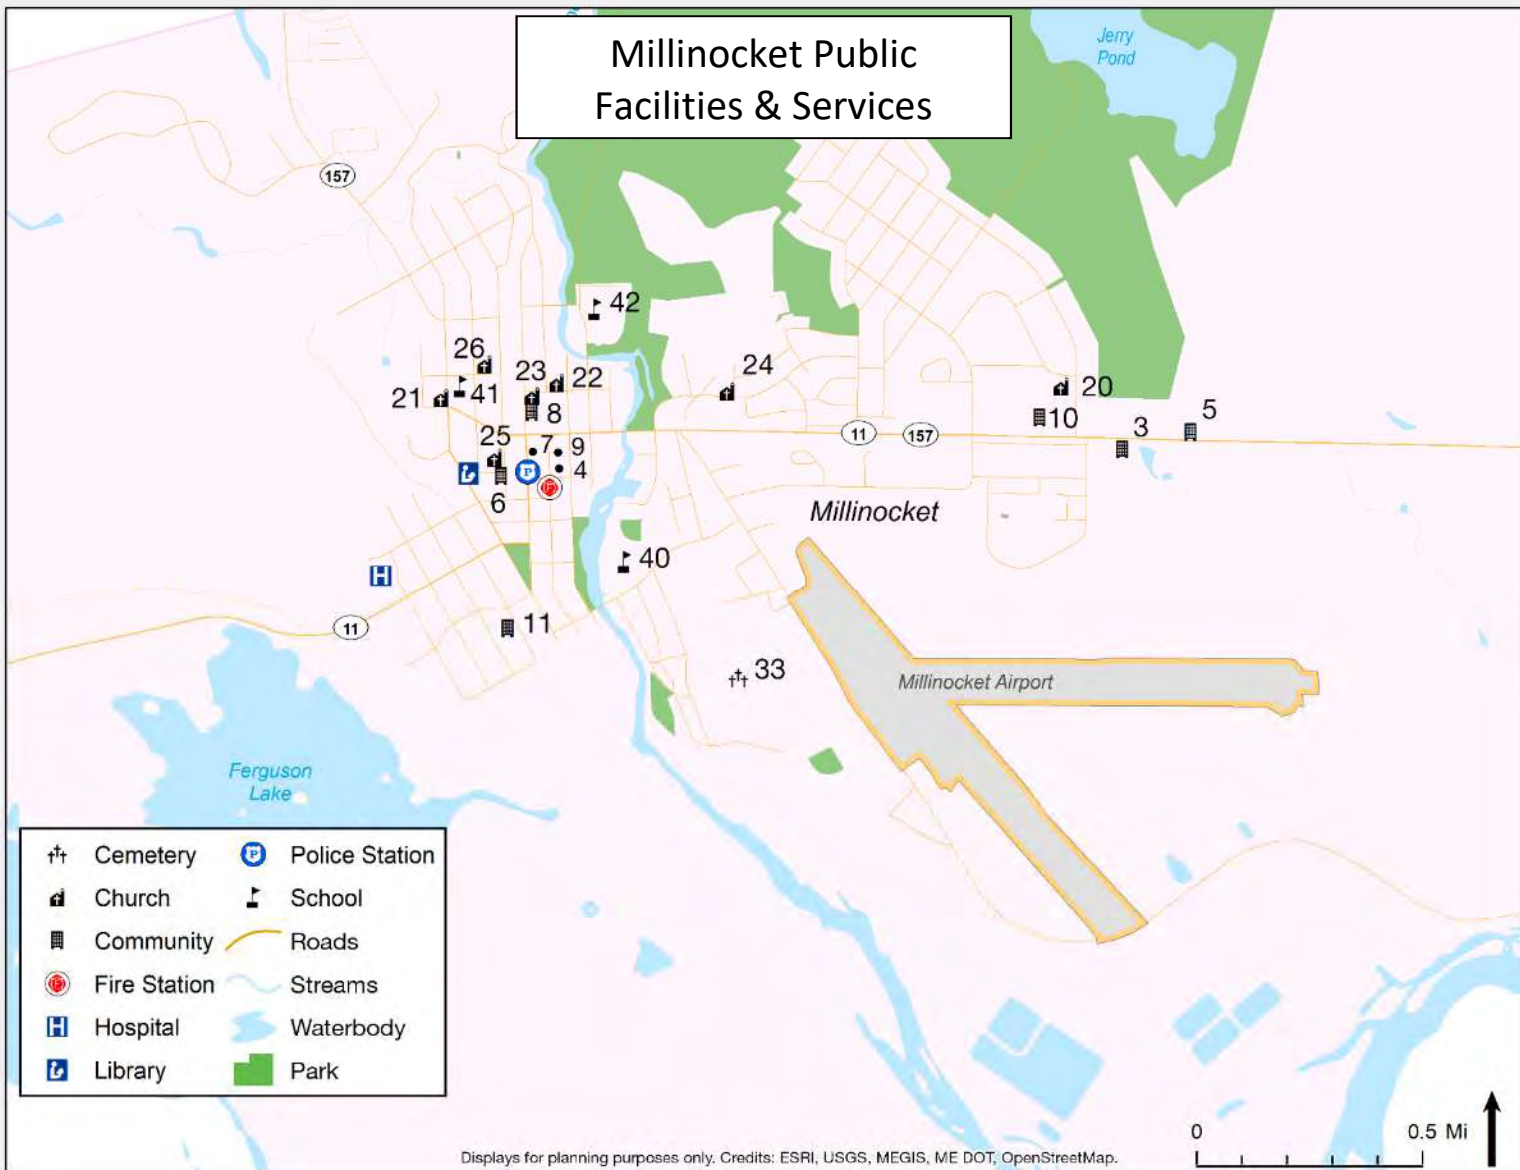 Millinocket Public
Facilities & Services
Jerry
Pond
157
42
26
23
22
24
21
41
20
8
10
3
5
11
157
25
7
9
4
P
F
6
Millinocket
40
H
11
11
33
Millinocket Airport
Ferguson
Lake
Cemetery
P
Police Station
Church
School
Community
Roads
F
Fire Station
Streams
H
Hospital
Waterbody
Library
Park
0
0.5 Mi
Displays for planning purposes only. Credits: ESRI, USGS, MEGIS, ME DOT, OpenStreetMap.